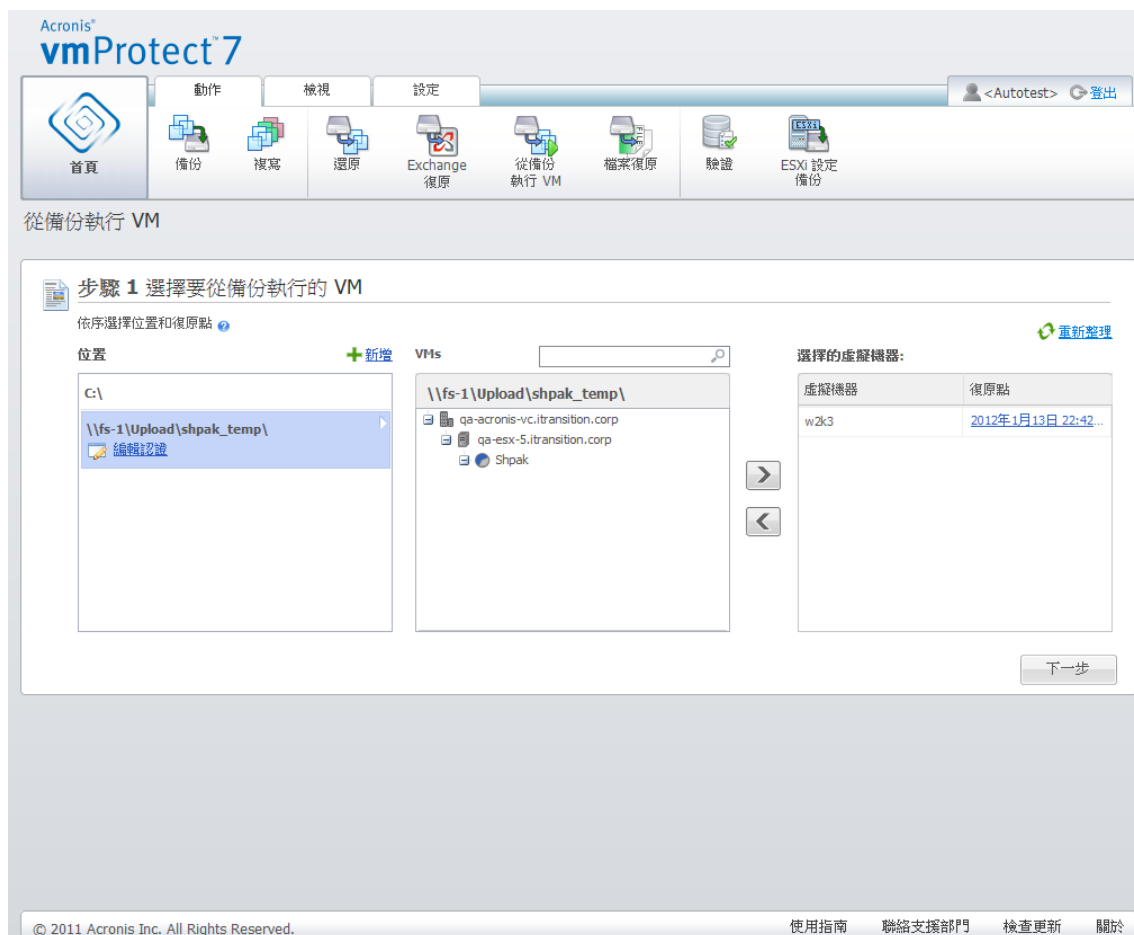 Acronis®
vmProtect™ 7
動作
檢視
設定
<Autotest>
登出
首頁
備份
複寫
還原
Exchange
復原
從備份
執行 VM
檔案復原
驗證
ESXi
ESXi 設定
備份
從備份執行 VM
步驟 1 選擇要從備份執行的 VM
依序選擇位置和復原點
重新整理
位置
新增
VMs
選擇的虛擬機器:
C:\
\\fs-1\Upload\shpak_temp\
編輯認證
\\fs-1\Upload\shpak_temp\
qa-acronis-vc.itransition.corp
qa-esx-5.itransition.corp
Shpak
虛擬機器
復原點
w2k3
2012年1月13日 22:42...
下一步
© 2011 Acronis Inc. All Rights Reserved.
使用指南
聯絡支援部門
檢查更新
關於